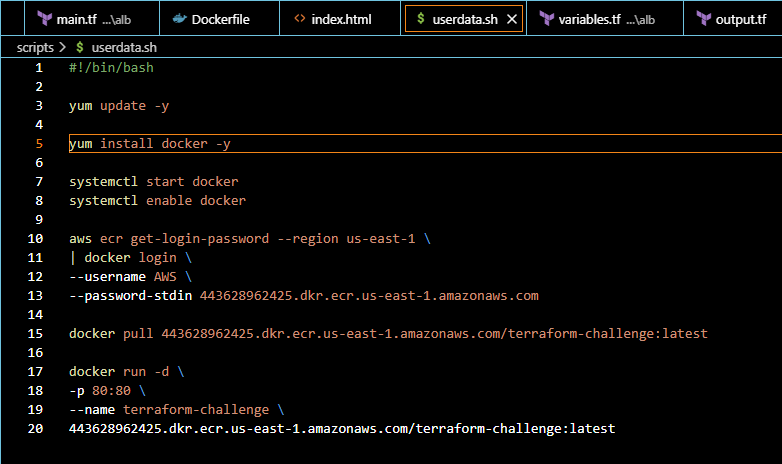 main.tf ...\alb Dockerfile index.html userdata.sh variables.tf ...\alb output.tf
scripts > $ userdata.sh
1 #!/bin/bash
2
3 yum update -y
4
5 yum install docker -y
6
7 systemctl start docker
8 systemctl enable docker
9
10 aws ecr get-login-password --region us-east-1 \
11 | docker login \
12 --username AWS \
13 --password-stdin 443628962425.dkr.ecr.us-east-1.amazonaws.com
14
15 docker pull 443628962425.dkr.ecr.us-east-1.amazonaws.com/terraform-challenge:latest
16
17 docker run -d \
18 -p 80:80 \
19 --name terraform-challenge \
20 443628962425.dkr.ecr.us-east-1.amazonaws.com/terraform-challenge:latest